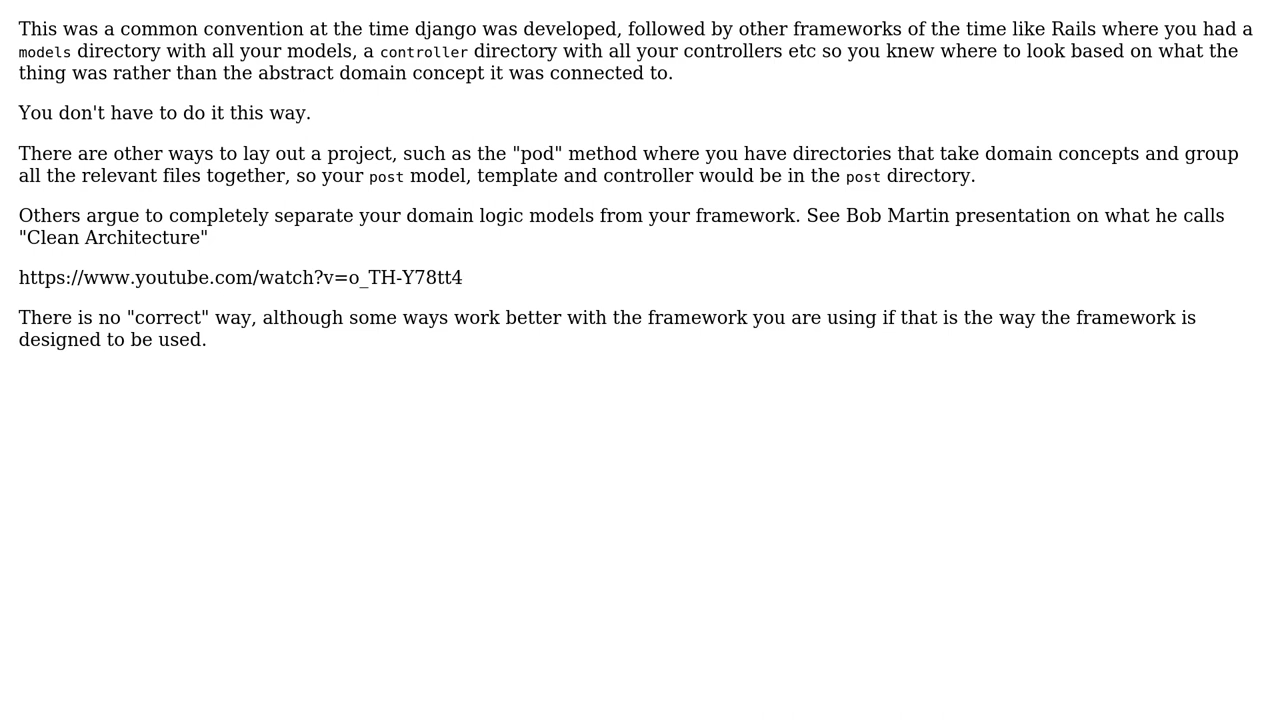 This was a common convention at the time django was developed, followed by other frameworks of the time like Rails where you had a
models directory with all your models, a controller directory with all your controllers etc so you knew where to look based on what the
thing was rather than the abstract domain concept it was connected to.
You don't have to do it this way.
There are other ways to lay out a project, such as the "pod" method where you have directories that take domain concepts and group
all the relevant files together, so your post model, template and controller would be in the post directory.
Others argue to completely separate your domain logic models from your framework. See Bob Martin presentation on what he calls
"Clean Architecture"
https://www.youtube.com/watch?v=o_TH-Y78tt4
There is no "correct" way, although some ways work better with the framework you are using if that is the way the framework is
designed to be used.